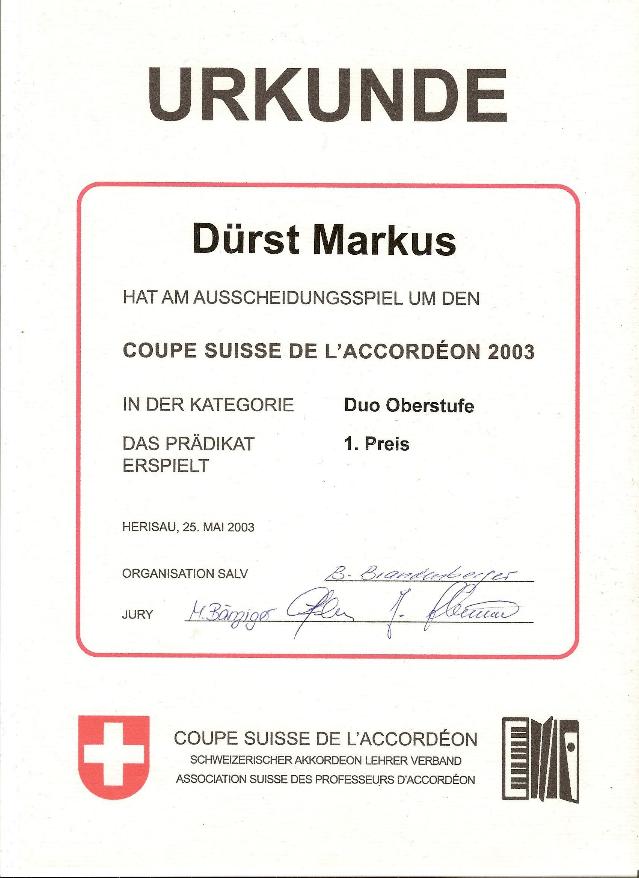 URKUNDE
Dürst Markus
HAT AM AUSSCHEIDUNGSSPIEL UM DEN
COUPE SUISSE DE L'ACCORDÉON 2003
IN DER KATEGORIE Duo Oberstufe
DAS PRÄDIKAT 1. Preis
ERSPIELT
HERISAU, 25. MAI 2003
ORGANISATION SALV B. Brandenberger
JURY M. Bänziger
COUPE SUISSE DE L'ACCORDÉON
SCHWEIZERISCHER AKKORDEON LEHRER VERBAND
ASSOCIATION SUISSE DES PROFESSEURS D'ACCORDÉON